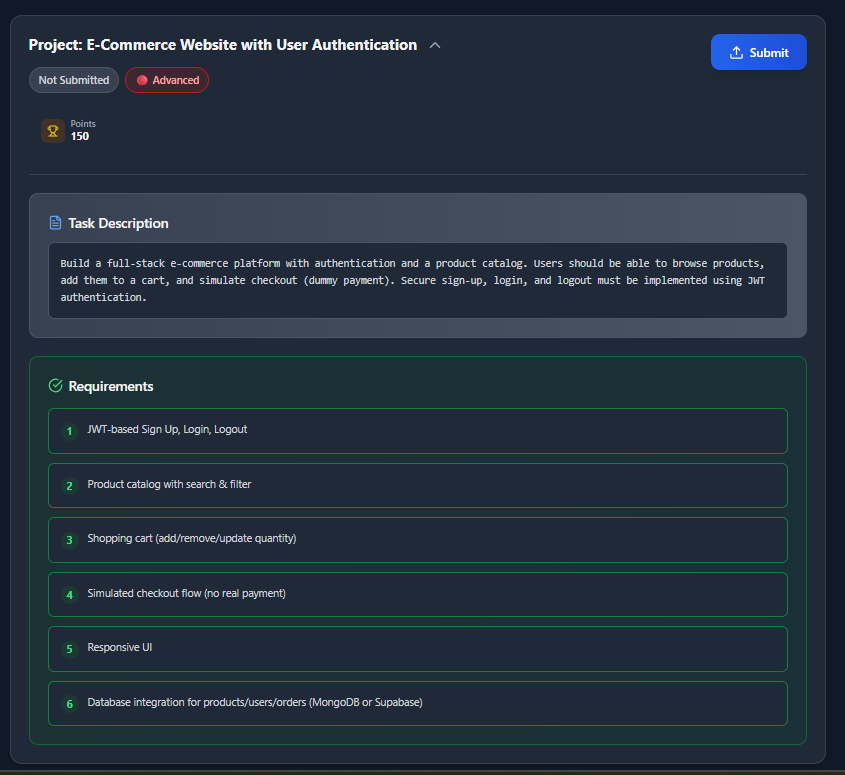 Project: E-Commerce Website with User Authentication
Submit
Not Submitted
Advanced
Points
150
Task Description
Build a full-stack e-commerce platform with authentication and a product catalog. Users should be able to browse products,
add them to a cart, and simulate checkout (dummy payment). Secure sign-up, login, and logout must be implemented using JWT
authentication.
Requirements
1 JWT-based Sign Up, Login, Logout
2 Product catalog with search & filter
3 Shopping cart (add/remove/update quantity)
4 Simulated checkout flow (no real payment)
5 Responsive UI
6 Database integration for products/users/orders (MongoDB or Supabase)